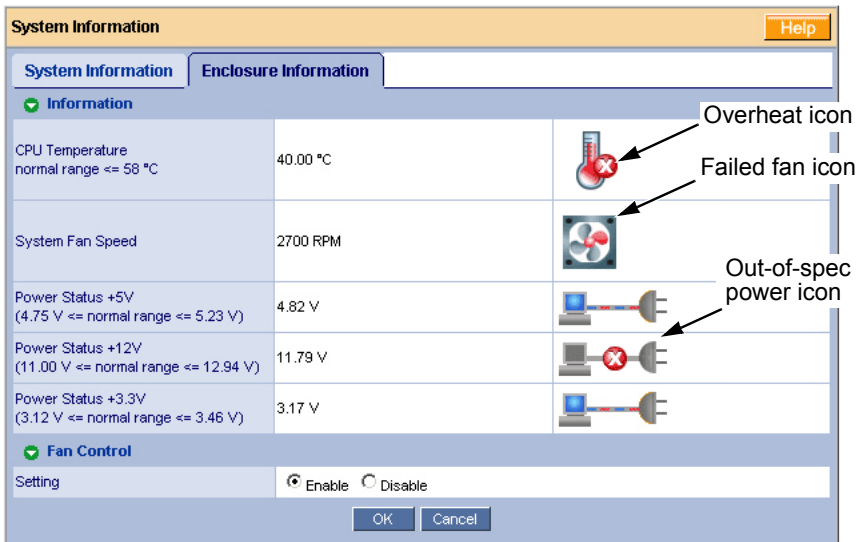 System Information
Help
System Information
Enclosure Information
Information
Overheat icon
CPU Temperature
normal range <= 58 °C
40.00 °C
Failed fan icon
System Fan Speed
2700 RPM
Out-of-spec
power icon
Power Status +5V
(4.75 V <= normal range <= 5.23 V)
4.82 V
Power Status +12V
(11.00 V <= normal range <= 12.94 V)
11.79 V
Power Status +3.3V
(3.12 V <= normal range <= 3.46 V)
3.17 V
Fan Control
Setting
Enable
Disable
OK
Cancel